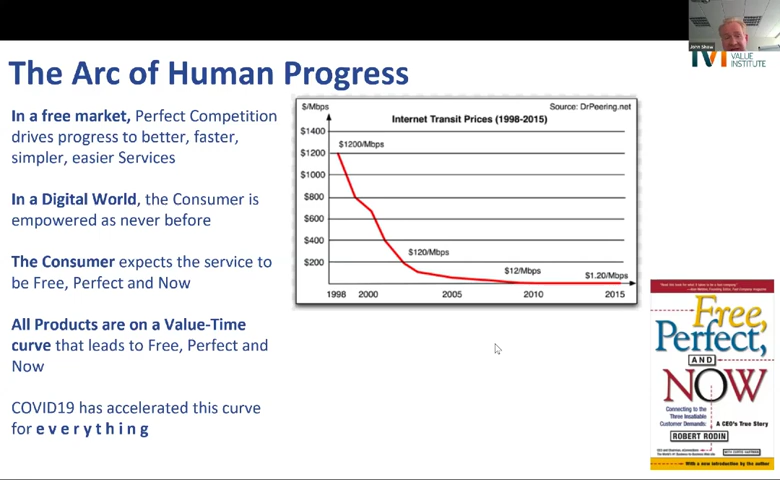 John Shaw
IVI VALUE
INSTITUTE
The Arc of Human Progress
In a free market, Perfect Competition
drives progress to better, faster,
simpler, easier Services
In a Digital World, the Consumer is
empowered as never before
The Consumer expects the service to
be Free, Perfect and Now
All Products are on a Value-Time
curve that leads to Free, Perfect and
Now
COVID19 has accelerated this curve
for e v e r y t h i n g
$/Mbps
Source: DrPeering.net
Internet Transit Prices (1998-2015)
$1400
$1200
$1000
$800
$600
$400
$200
$1200/Mbps
$120/Mbps
$12/Mbps
$1.20/Mbps
1998 2000 2005 2010 2015
Free,
Perfect,
AND
NOW
Connecting to the
Three Insatiable
Customer Demands:
A CEO's True Story
ROBERT RODIN
With a new introduction by the author